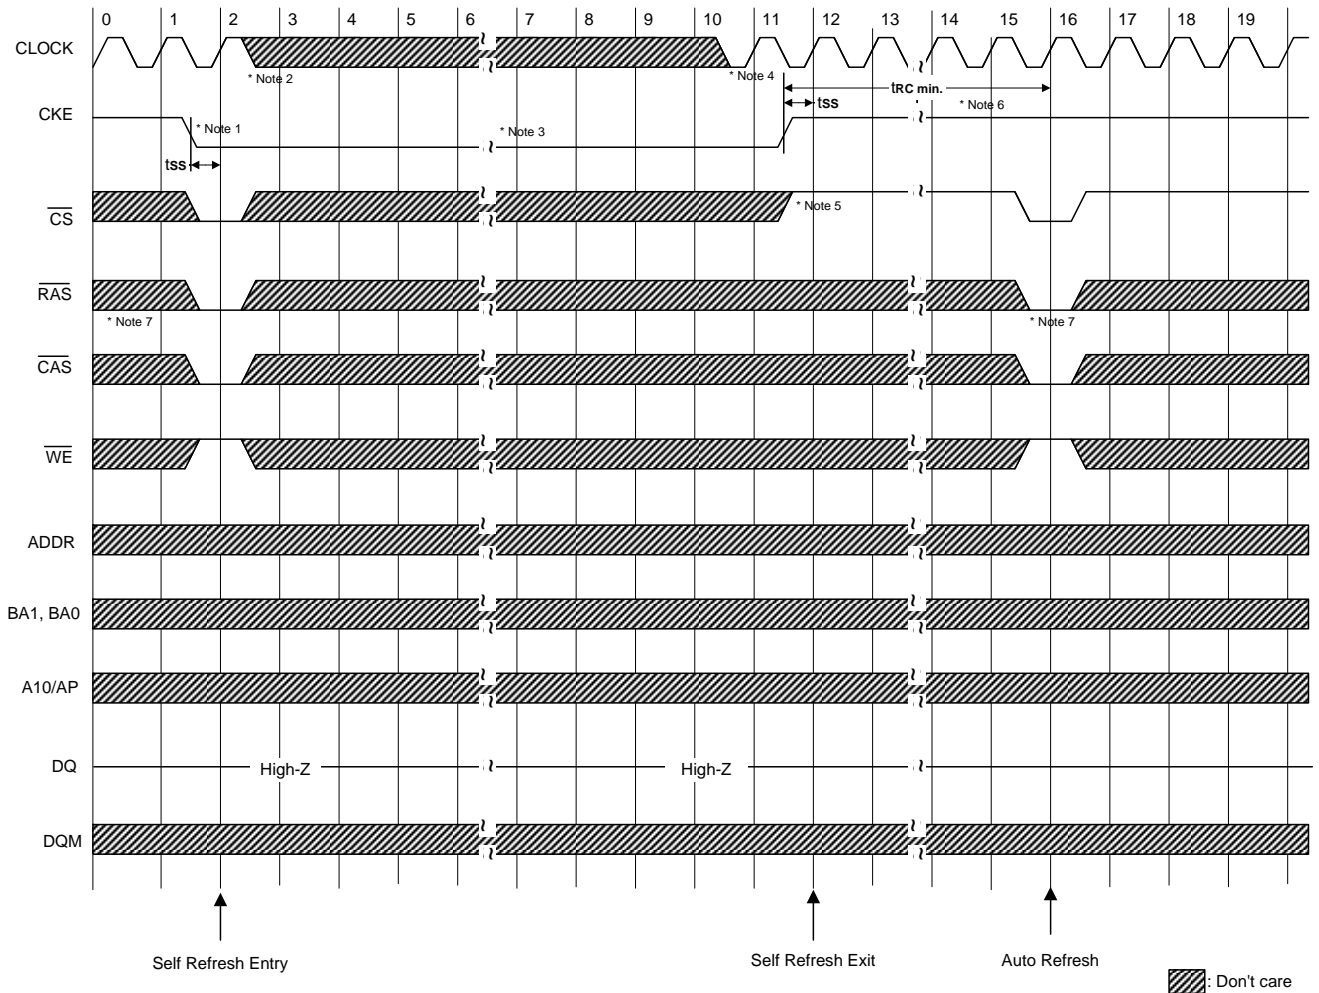 0 1 2 3 4 5 6 7 8 9 10 11 12 13 14 15 16 17 18 19
CLOCK
* Note 2
* Note 4
tRC min.
tSS
* Note 6
CKE
* Note 1
* Note 3
tSS
CS
* Note 5
RAS
* Note 7
* Note 7
CAS
WE
ADDR
BA1, BA0
A10/AP
DQ
High-Z
High-Z
DQM
Self Refresh Entry
Self Refresh Exit
Auto Refresh
: Don't care